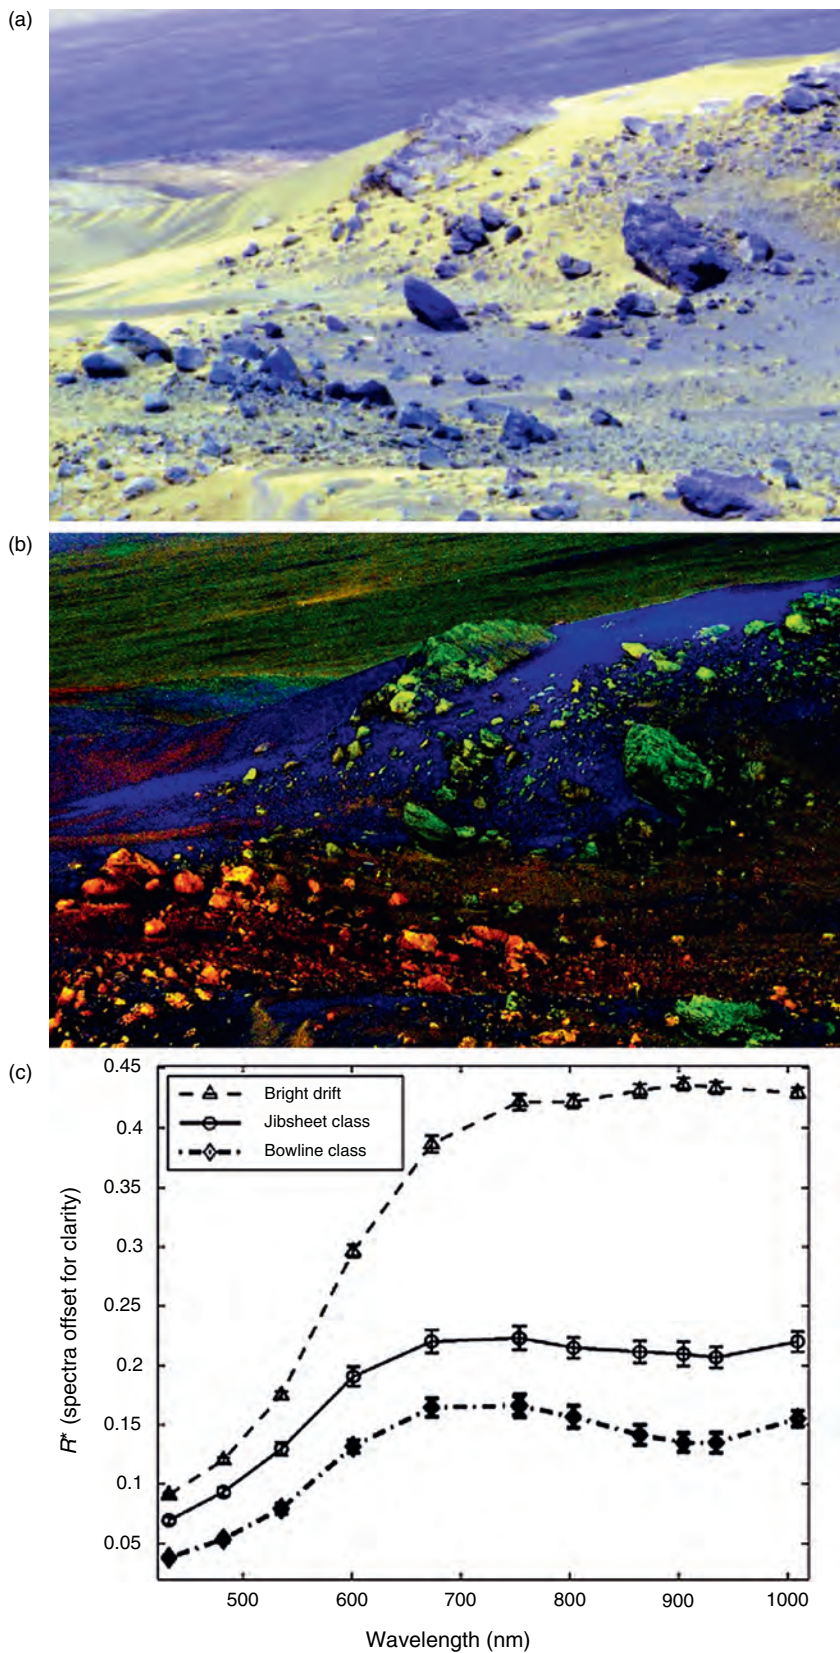 (a)
(b)
(c)
0.45
0.4
0.35
0.3
0.25
0.2
0.15
0.1
0.05
R* (spectra offset for clarity)
Bright drift
Jibsheet class
Bowline class
500 600 700 800 900 1000
Wavelength (nm)